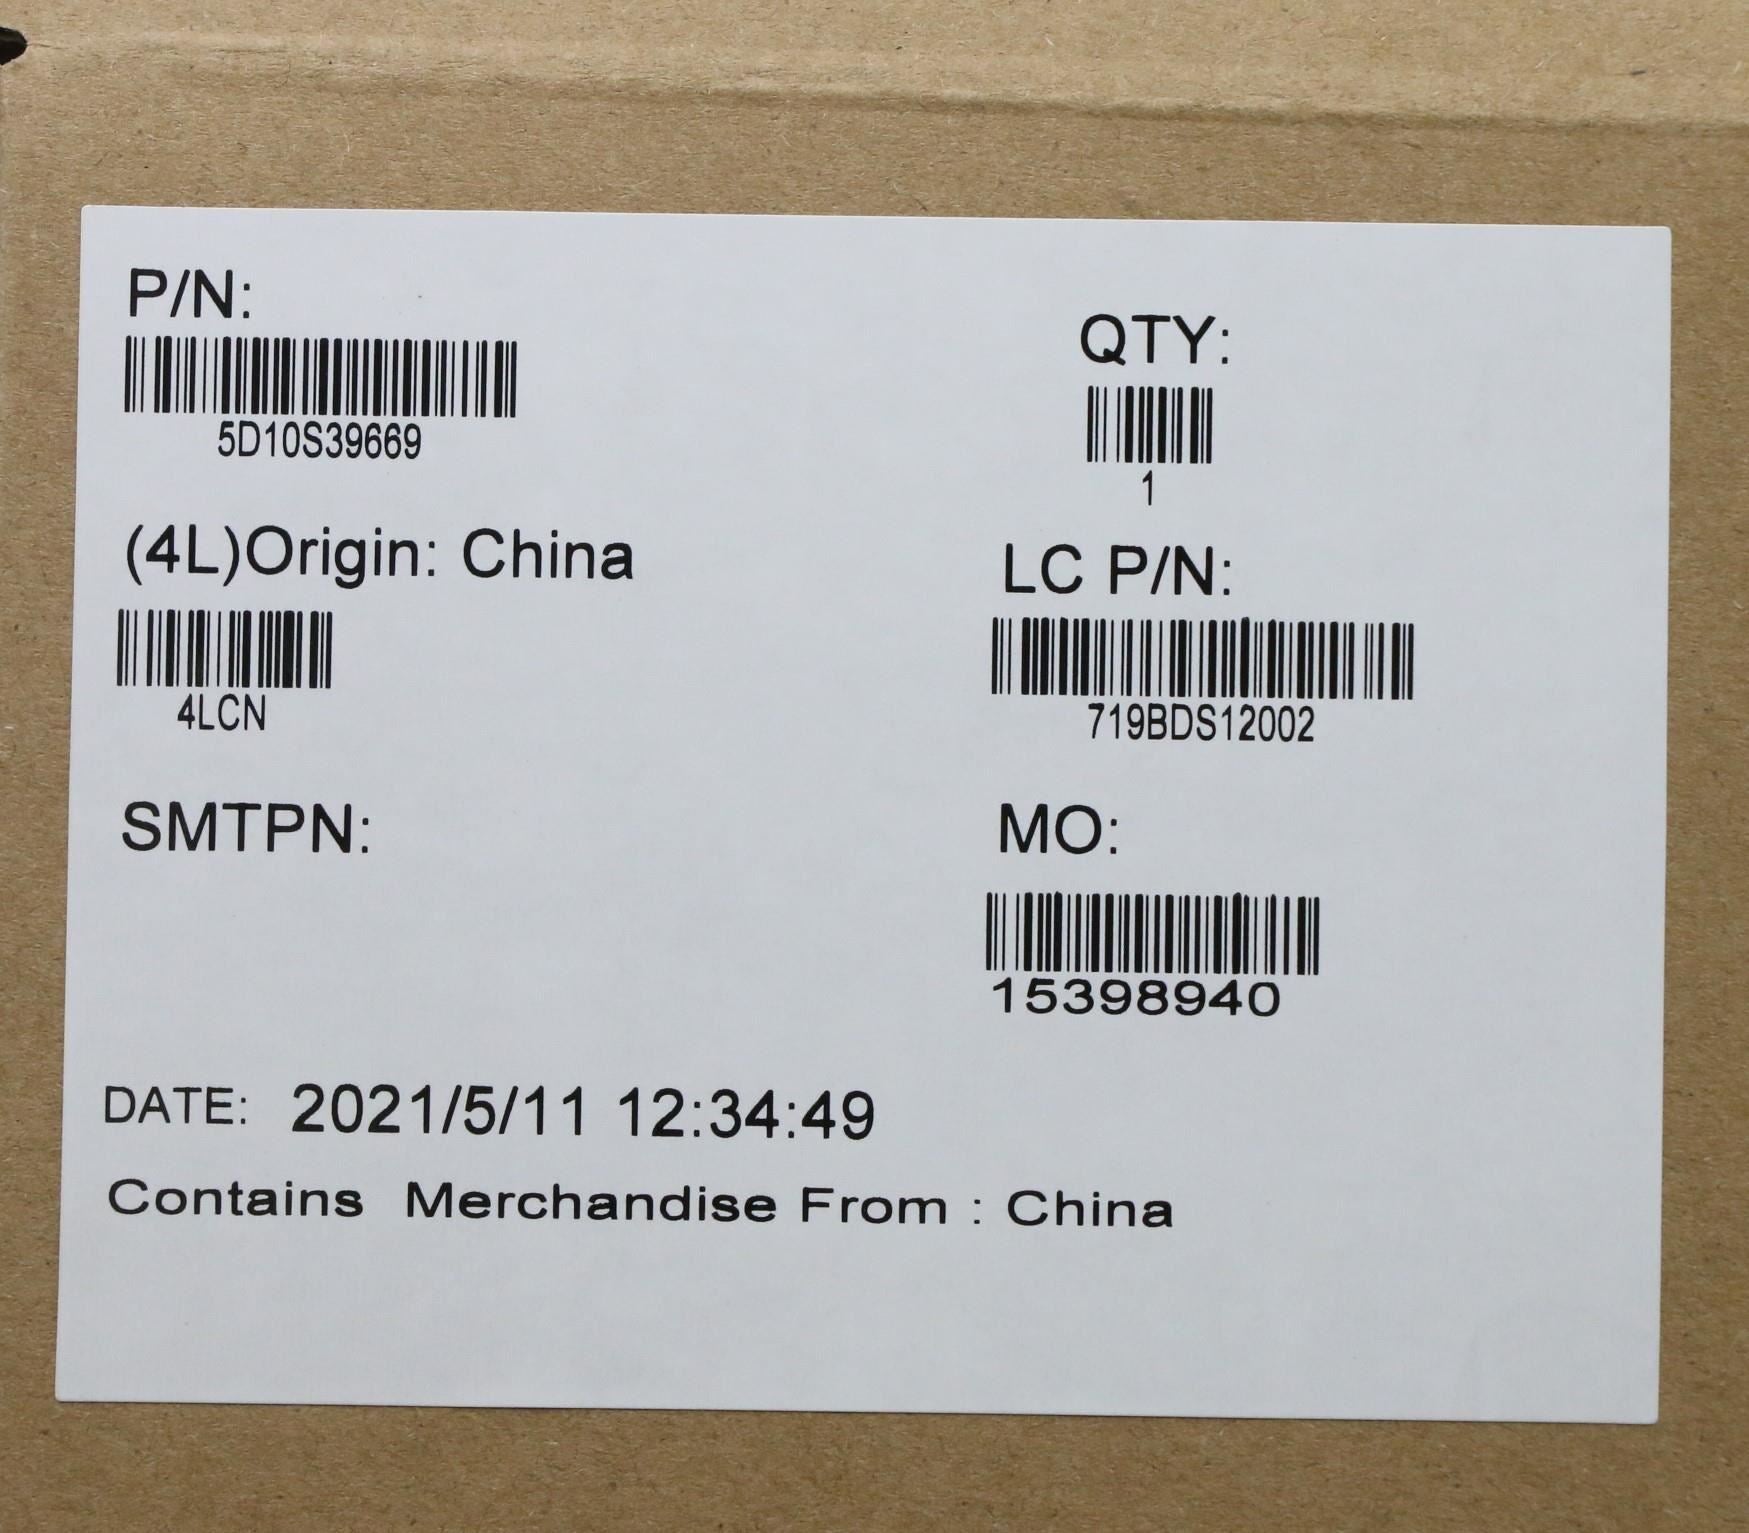 P/N:
5D10S39669
QTY:
1
(4L)Origin: China
4LCN
LC P/N:
719BDS12002
SMTPN:
MO:
15398940
DATE: 2021/5/11 12:34:49
Contains Merchandise From : China